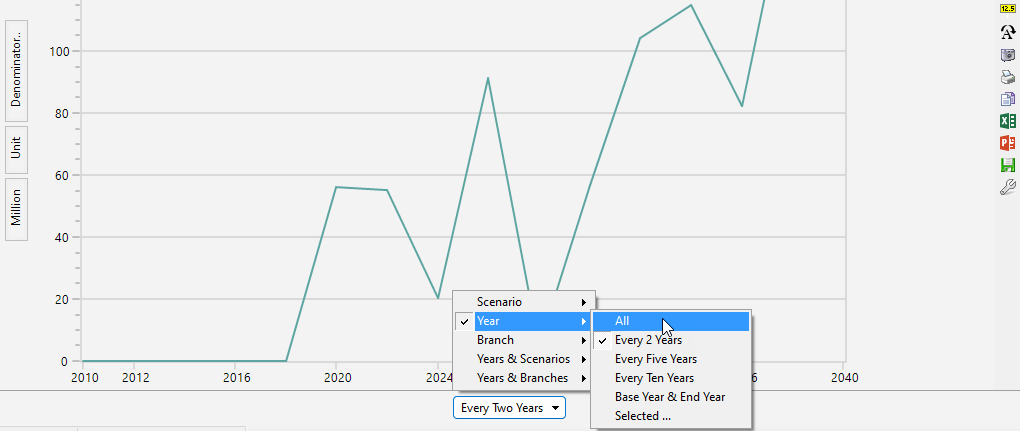 12.5
A
Denominator..
Unit
Million
100
80
60
40
20
0
2010 2012 2016 2020 2024 6 2040
Scenario
Year
Branch
Years & Scenarios
Years & Branches
All
Every 2 Years
Every Five Years
Every Ten Years
Base Year & End Year
Selected ...
Every Two Years